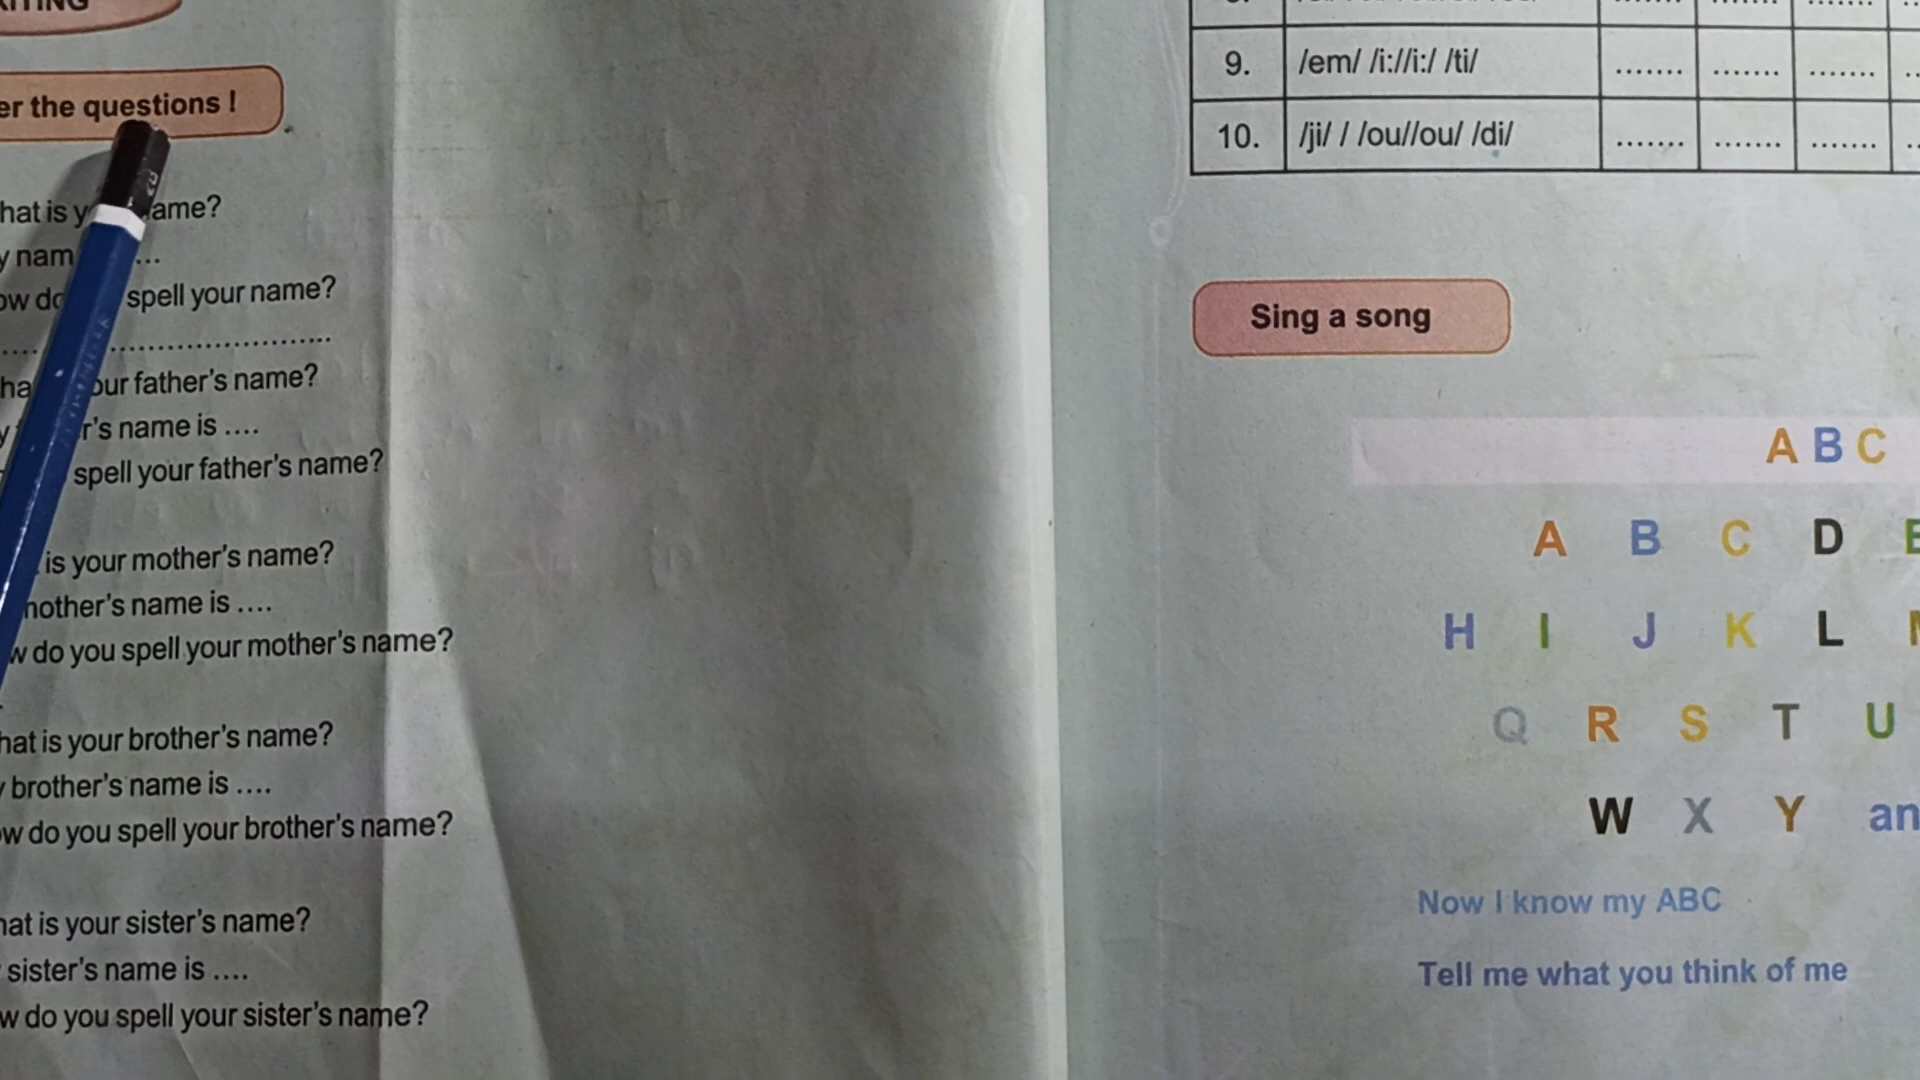 er the questions !
hat is y ame?
y nam ...
ow do spell your name?
.... ........................
ha our father's name?
y r's name is ....
spell your father's name?
is your mother's name?
mother's name is ....
w do you spell your mother's name?
hat is your brother's name?
y brother's name is ....
ow do you spell your brother's name?
hat is your sister's name?
sister's name is ....
w do you spell your sister's name?
9. /em/ /i://i:/ /ti/ ....... ....... ....... ..
10. /ji/ / /ou//ou/ /di/ ....... ....... ....... ..
Sing a song
A B C
A B C D E
H I J K L
Q R S T U
W X Y an
Now I know my ABC
Tell me what you think of me